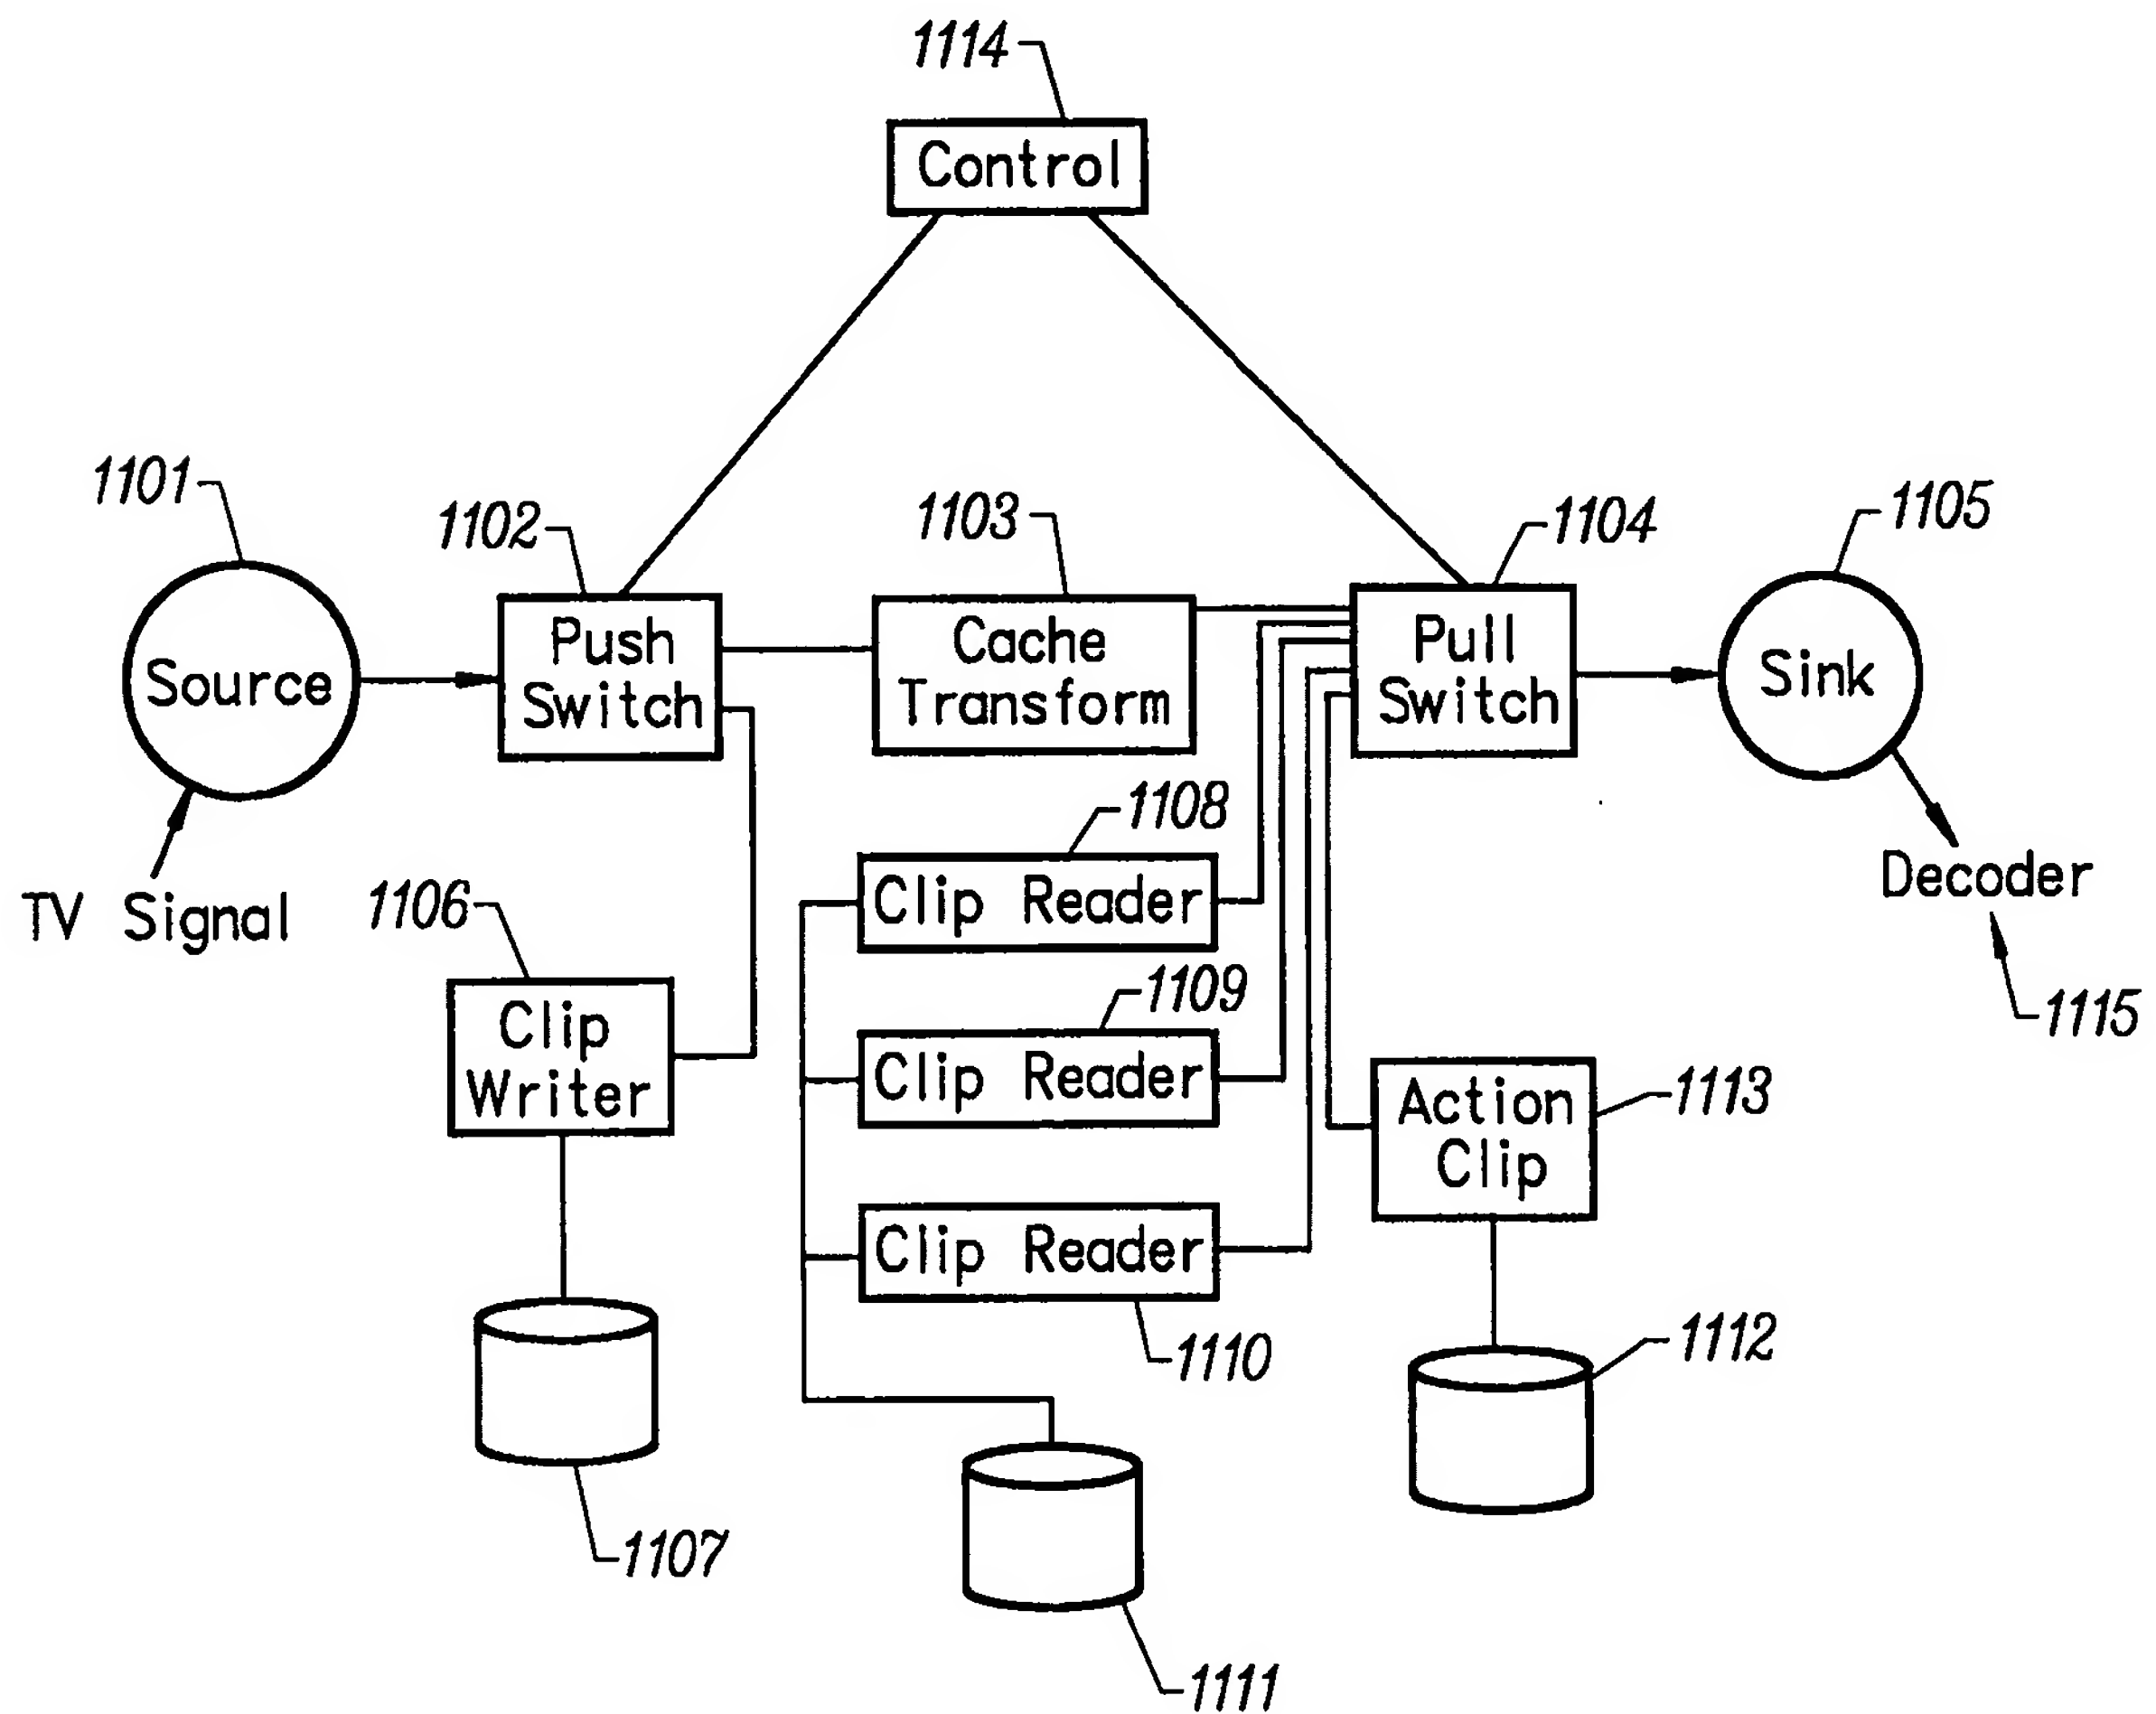 1114
Control
1101
1102
1103
1104
1105
Source
Push
Switch
Cache
Transform
Pull
Switch
Sink
TV Signal
1106
1108
Clip Reader
Decoder
1115
Clip
Writer
1109
Clip Reader
Action
Clip
1113
Clip Reader
1110
1112
1107
1111